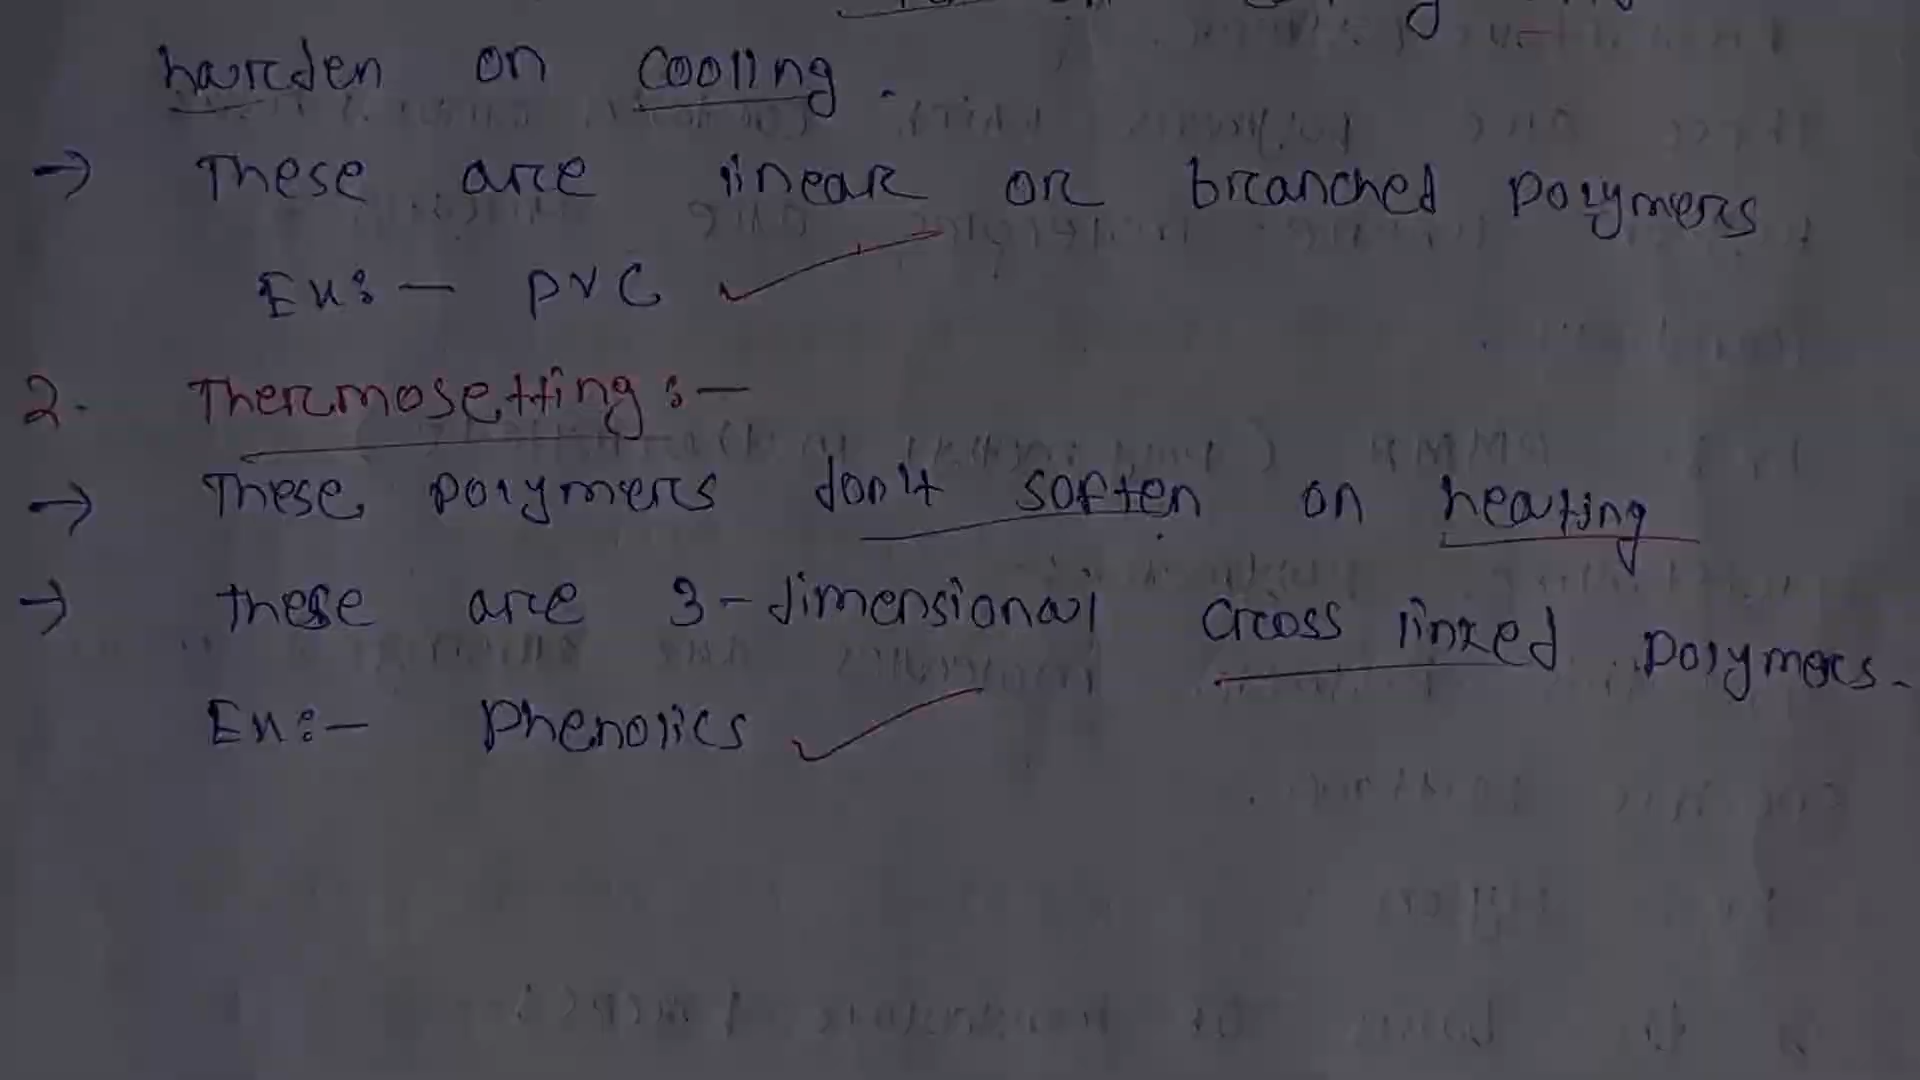 harden on cooling.
→ These are linear or branched polymers
Ex:- PVC
2. Thermosetting :-
→ These polymers don't soften on heating
→ these are 3-dimensional cross linked polymers.
Ex:- Phenolics